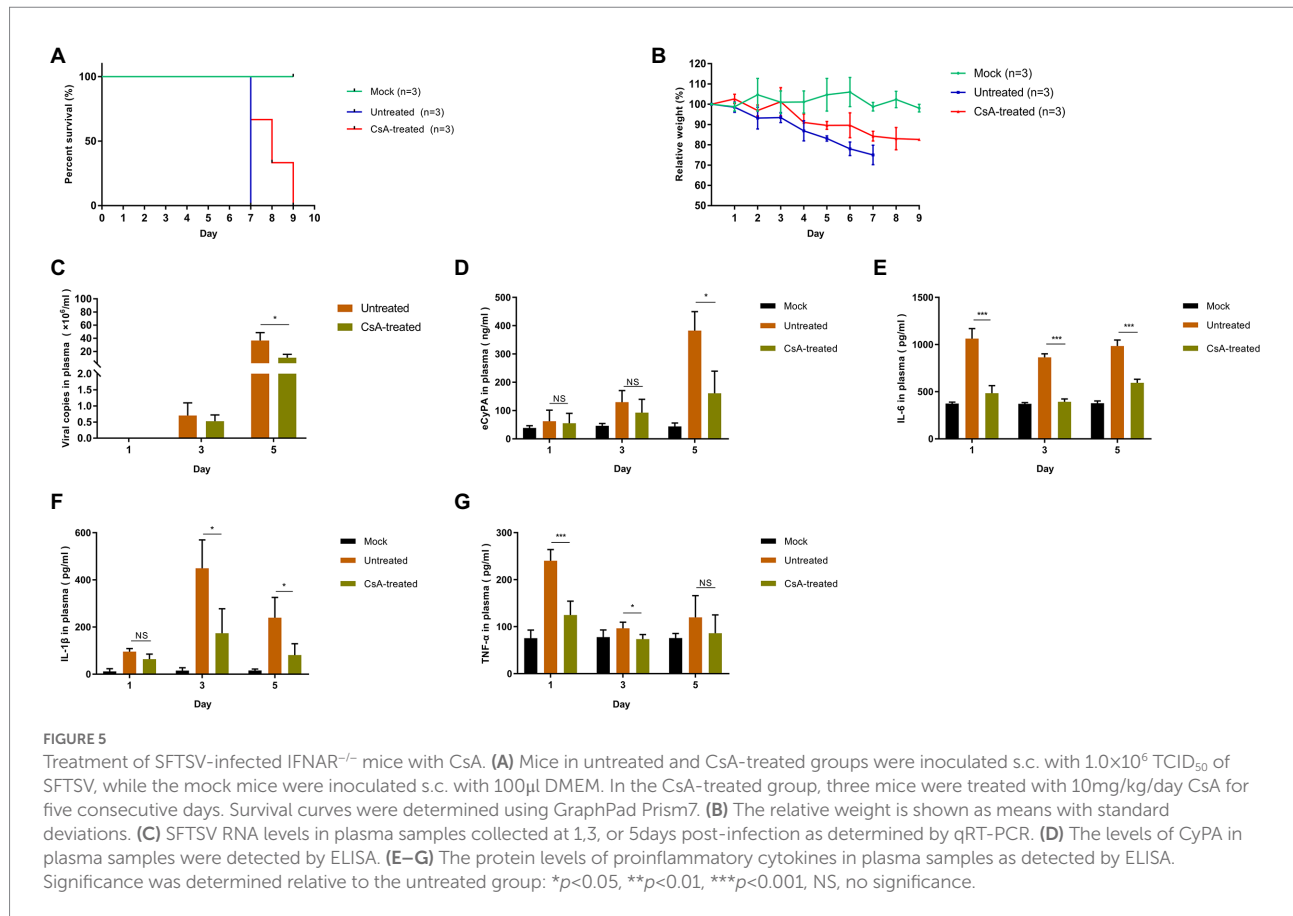 A
Percent survival (%)
100
50
0
0 1 2 3 4 5 6 7 8 9 10
Day
Mock (n=3)
Untreated (n=3)
CsA-treated (n=3)
B
Relative weight (%)
120
110
100
90
80
70
60
50
1 2 3 4 5 6 7 8 9
Day
Mock (n=3)
Untreated (n=3)
CsA-treated (n=3)
C
Viral copies in plasma ( ×10⁶/ml )
80
60
40
20
2.0
1.5
1.0
0.5
0.0
*
1 3 5
Day
Untreated
CsA-treated
D
eCyPA in plasma ( ng/ml )
500
400
300
200
100
0
NS
NS
*
1 3 5
Day
Mock
Untreated
CsA-treated
E
IL-6 in plasma ( pg/ml )
1500
1000
500
0
***
***
***
1 3 5
Day
Mock
Untreated
CsA-treated
F
IL-1β in plasma ( pg/ml )
600
400
200
0
NS
*
*
1 3 5
Day
Mock
Untreated
CsA-treated
G
TNF-α in plasma ( pg/ml )
300
200
100
0
***
*
NS
1 3 5
Day
Mock
Untreated
CsA-treated
FIGURE 5
Treatment of SFTSV-infected IFNAR⁻/⁻ mice with CsA. (A) Mice in untreated and CsA-treated groups were inoculated s.c. with 1.0×10⁶ TCID₅₀ of
SFTSV, while the mock mice were inoculated s.c. with 100μl DMEM. In the CsA-treated group, three mice were treated with 10mg/kg/day CsA for
five consecutive days. Survival curves were determined using GraphPad Prism7. (B) The relative weight is shown as means with standard
deviations. (C) SFTSV RNA levels in plasma samples collected at 1,3, or 5days post-infection as determined by qRT-PCR. (D) The levels of CyPA in
plasma samples were detected by ELISA. (E–G) The protein levels of proinflammatory cytokines in plasma samples as detected by ELISA.
Significance was determined relative to the untreated group: *p<0.05, **p<0.01, ***p<0.001, NS, no significance.